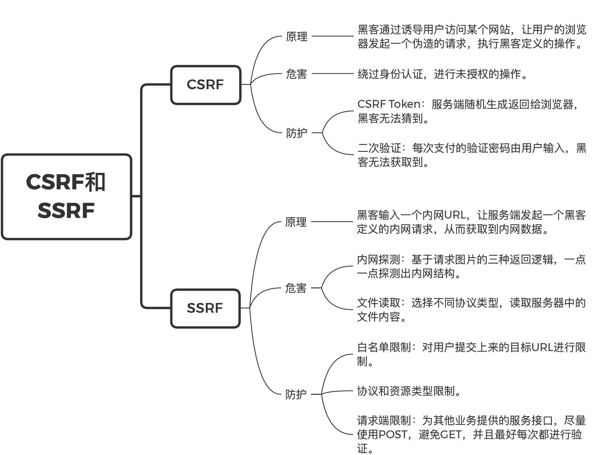 CSRF和
SSRF
CSRF
原理
黑客通过诱导用户访问某个网站，让用户的浏览
器发起一个伪造的请求，执行黑客定义的操作。
危害
绕过身份认证，进行未授权的操作。
防护
CSRF Token：服务端随机生成返回给浏览器，
黑客无法猜到。
二次验证：每次支付的验证密码由用户输入，黑
客无法获取到。
SSRF
原理
黑客输入一个内网URL，让服务端发起一个黑客
定义的内网请求，从而获取到内网数据。
危害
内网探测：基于请求图片的三种返回逻辑，一点
一点探测出内网结构。
文件读取：选择不同协议类型，读取服务器中的
文件内容。
防护
白名单限制：对用户提交上来的目标URL进行限
制。
协议和资源类型限制。
请求端限制：为其他业务提供的服务接口，尽量
使用POST，避免GET，并且最好每次都进行验
证。